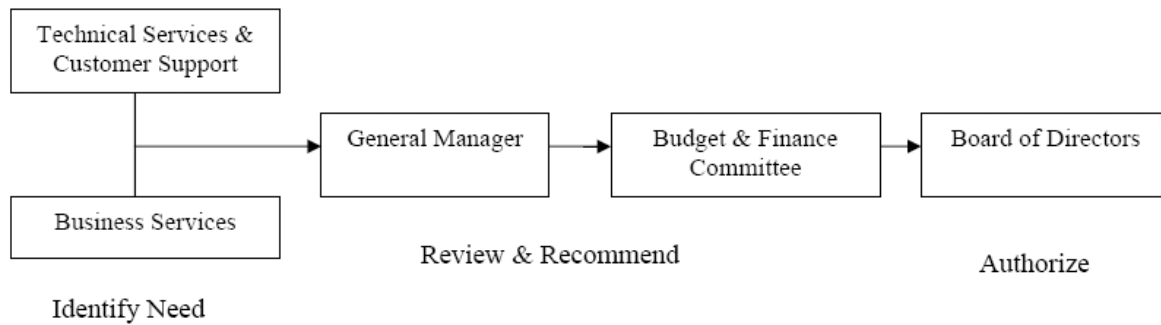 Technical Services &
Customer Support
General Manager
Budget & Finance
Committee
Board of Directors
Business Services
Review & Recommend
Authorize
Identify Need